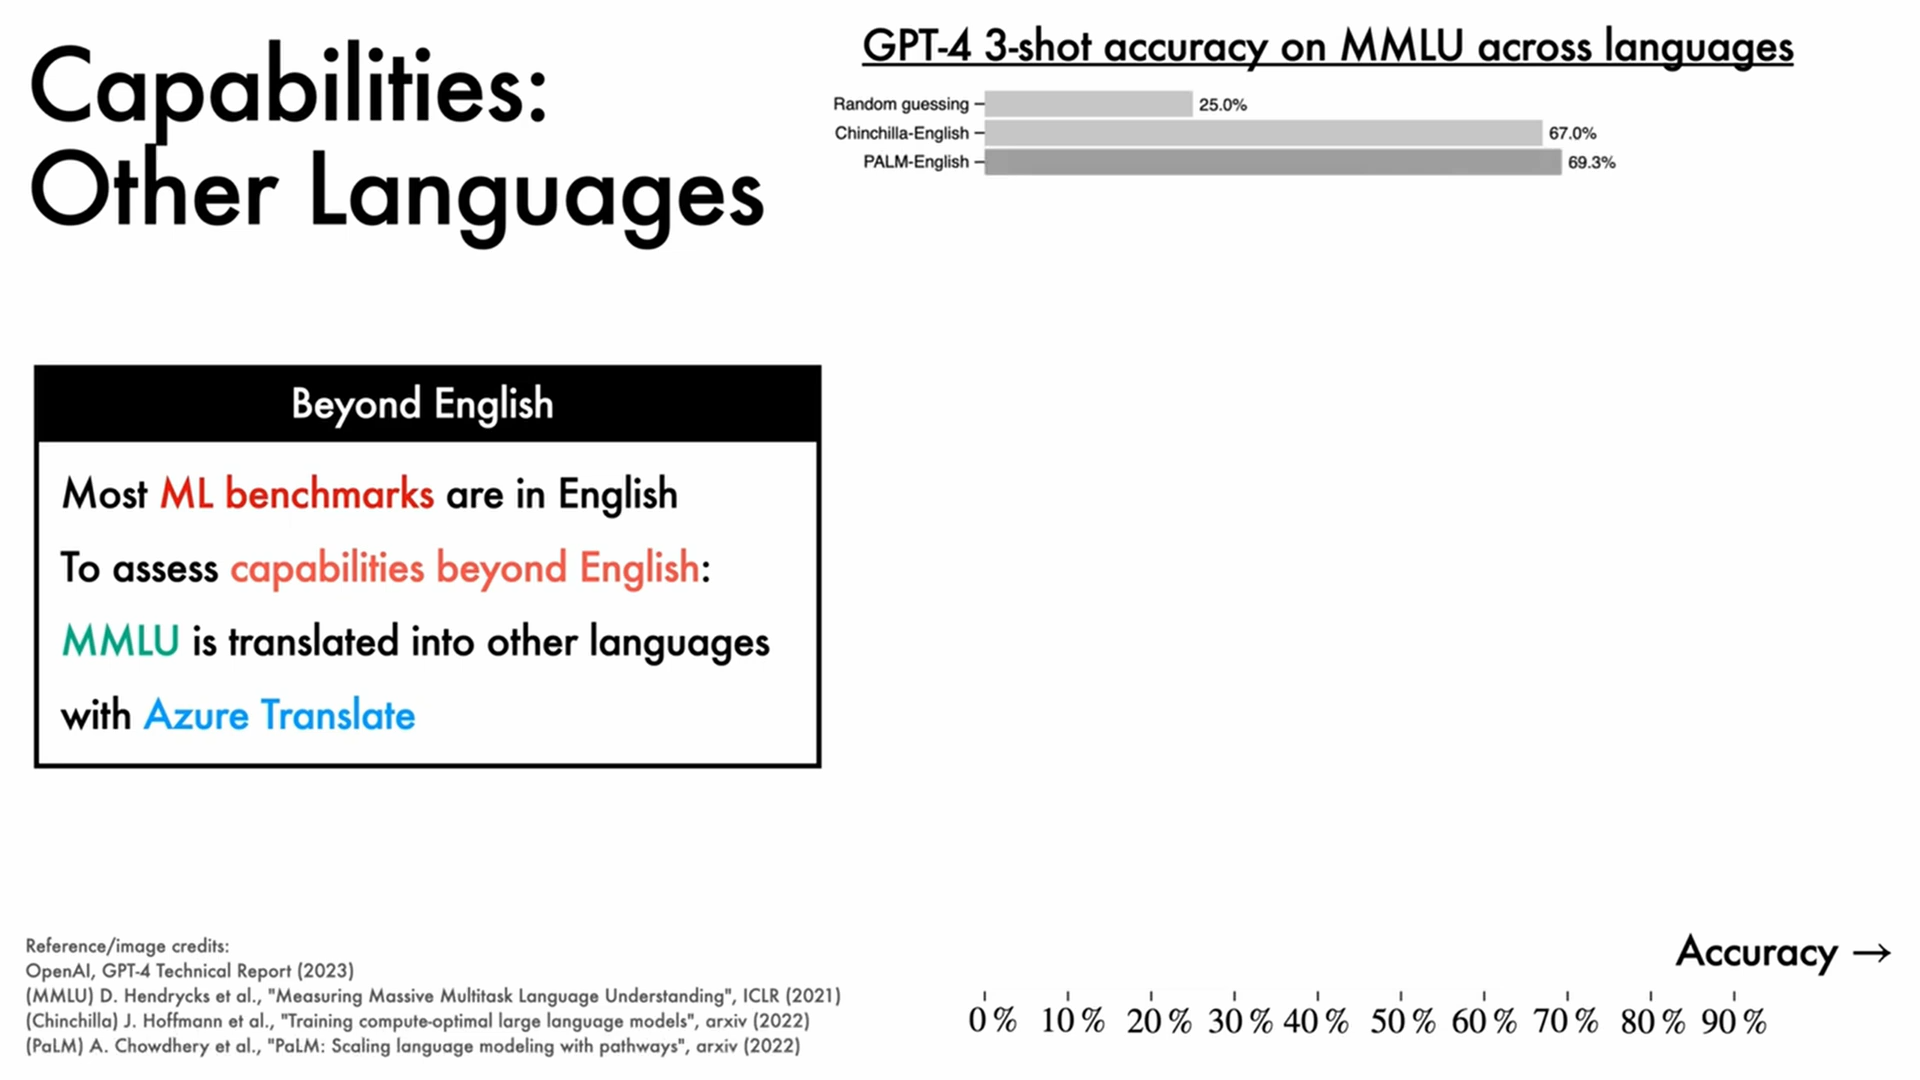 Capabilities:
Other Languages
GPT-4 3-shot accuracy on MMLU across languages
Random guessing 25.0%
Chinchilla-English 67.0%
PALM-English 69.3%
Beyond English
Most ML benchmarks are in English
To assess capabilities beyond English:
MMLU is translated into other languages
with Azure Translate
Accuracy →
0% 10% 20% 30% 40% 50% 60% 70% 80% 90%
Reference/image credits:
OpenAI, GPT-4 Technical Report (2023)
(MMLU) D. Hendrycks et al., "Measuring Massive Multitask Language Understanding", ICLR (2021)
(Chinchilla) J. Hoffmann et al., "Training compute-optimal large language models", arxiv (2022)
(PaLM) A. Chowdhery et al., "PaLM: Scaling language modeling with pathways", arxiv (2022)